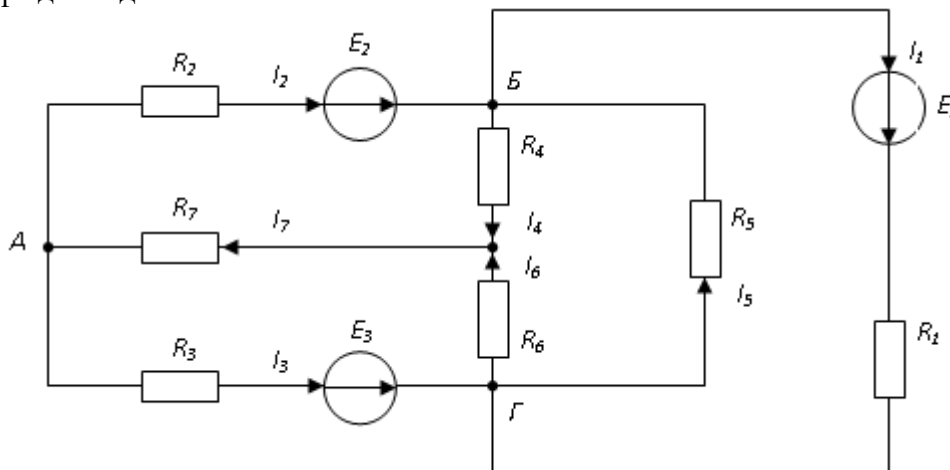 E₂
I₁
R₂ I₂
Б
E
R₄
R₇ I₇ I₄ R₅
А
I₆
I₅
R₃ I₃ E₃ R₆ R₁
Г